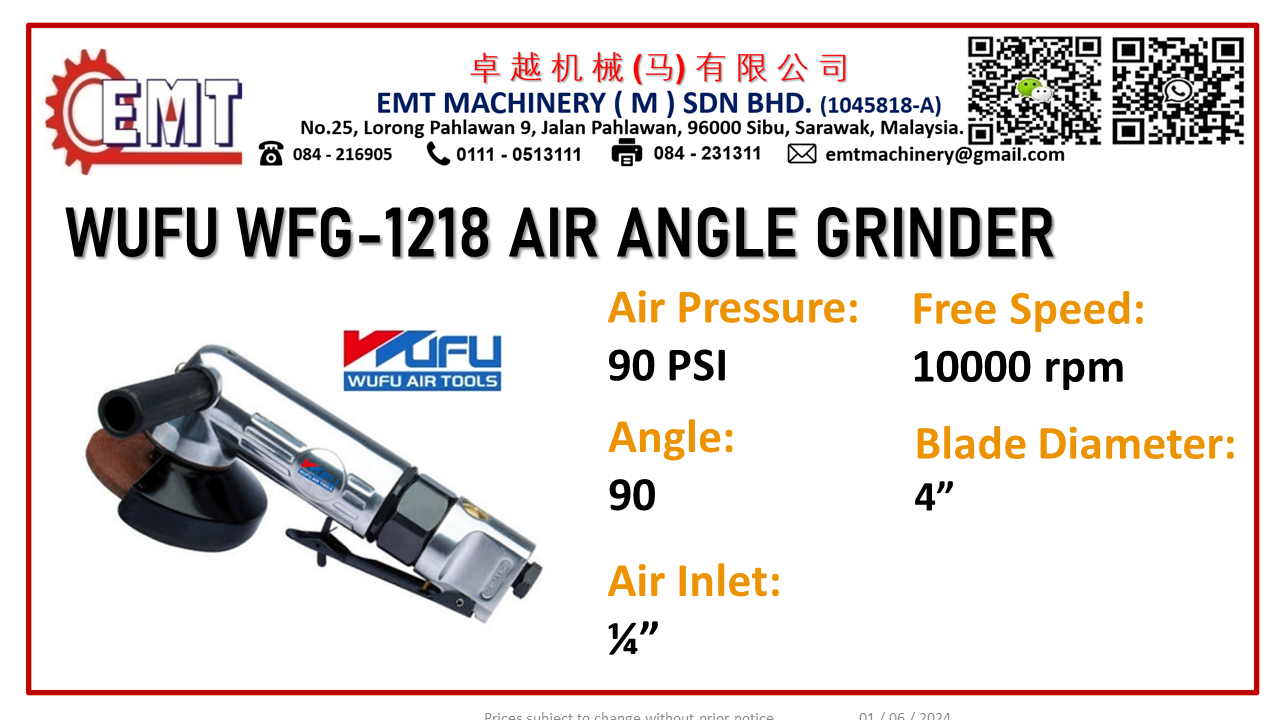 EMT
卓越机械(马)有限公司
EMT MACHINERY ( M ) SDN BHD. (1045818-A)
No.25, Lorong Pahlawan 9, Jalan Pahlawan, 96000 Sibu, Sarawak, Malaysia.
084 - 216905 0111 - 0513111 084 - 231311 emtmachinery@gmail.com
WUFU WFG-1218 AIR ANGLE GRINDER
WUFU
WUFU AIR TOOLS
Air Pressure: Free Speed:
90 PSI 10000 rpm
Angle: Blade Diameter:
90 4”
Air Inlet:
¼”
WUFU
Prices subject to change without prior notice 01 / 06 / 2024